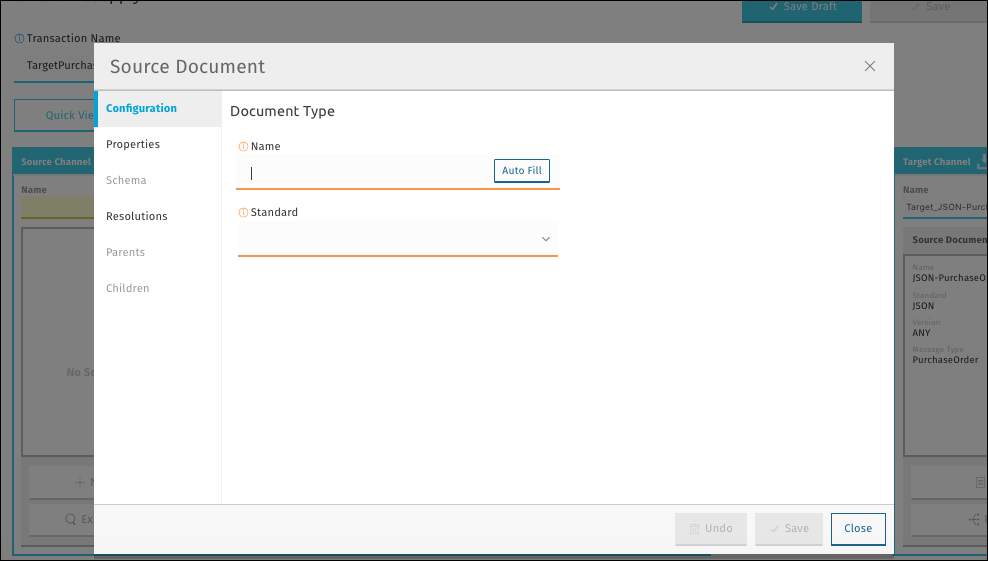 Save Draft
Save
Transaction Name
TargetPurchas
Source Document
Quick Vie
Configuration
Properties
Schema
Resolutions
Parents
Children
Document Type
Name
Auto Fill
Standard
Source Channel
Name
No So
Ex
Target Channel
Name
Target_JSON-Purch
Source Documen
Name
JSON-PurchaseO
Standard
JSON
Version
ANY
Message Type
PurchaseOrder
Undo
Save
Close